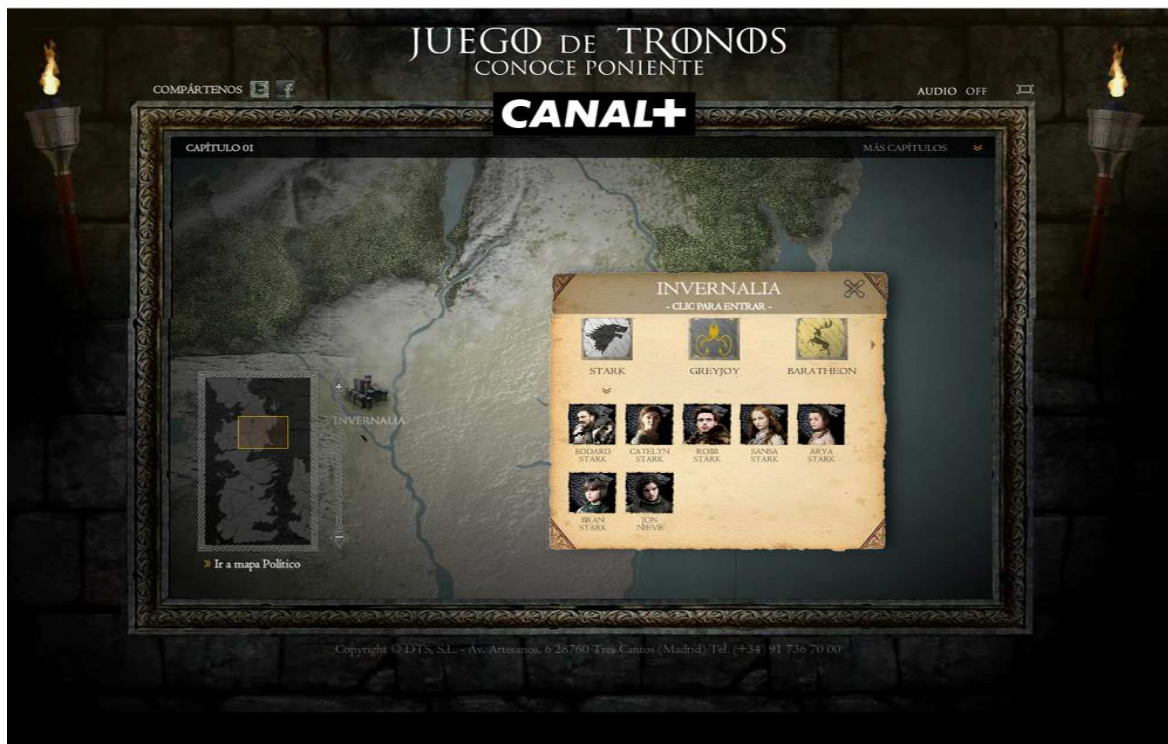 JUEGO DE TRONOS
CONOCE PONIENTE
COMPÁRTENOS
AUDIO OFF
CANAL+
CAPÍTULO 01
MÁS CAPÍTULOS
INVERNALIA
- CLIC PARA ENTRAR -
STARK
GREYJOY
BARATHEON
EDDARD STARK
CATELYN STARK
ROBB STARK
SANSA STARK
ARYA STARK
BRAN STARK
JON NIEVE
INVERNALIA
» Ir a mapa Político
Copyright © DTS, S.L. - Av. Artesanos, 6 28760 Tres Cantos (Madrid) Tel. (+34) 91 736 70 00